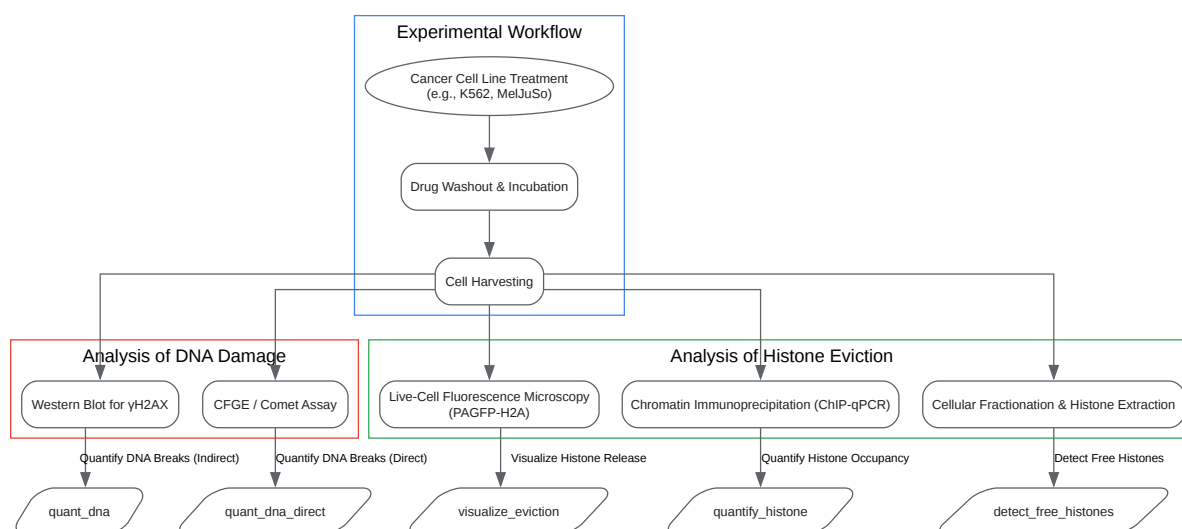 Experimental Workflow
Cancer Cell Line Treatment
(e.g., K562, MelJuSo)
Drug Washout & Incubation
Cell Harvesting
Analysis of DNA Damage
Analysis of Histone Eviction
Western Blot for γH2AX
CFGE / Comet Assay
Live-Cell Fluorescence Microscopy
(PAGFP-H2A)
Chromatin Immunoprecipitation (ChIP-qPCR)
Cellular Fractionation & Histone Extraction
Quantify DNA Breaks (Indirect)
Quantify DNA Breaks (Direct)
Visualize Histone Release
Quantify Histone Occupancy
Detect Free Histones
quant_dna
quant_dna_direct
visualize_eviction
quantify_histone
detect_free_histones